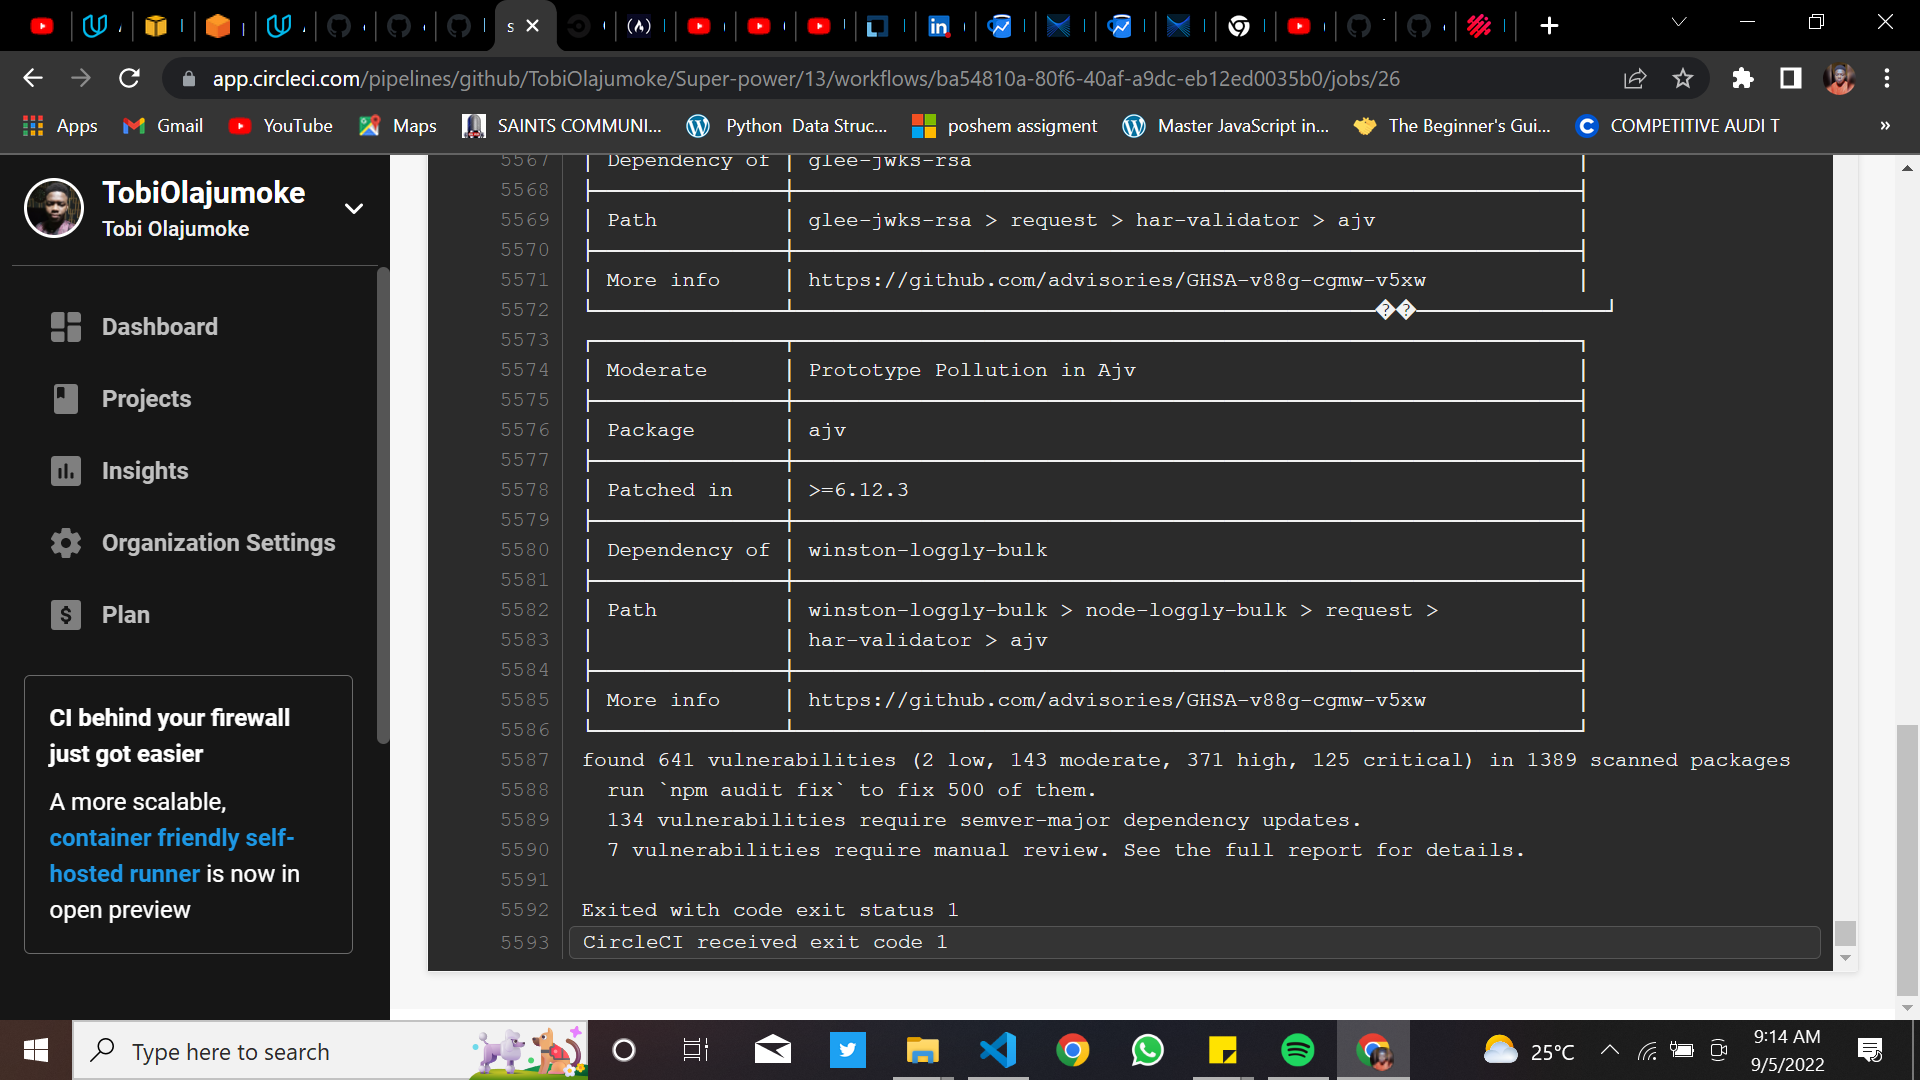 app.circleci.com/pipelines/github/TobiOlajumoke/Super-power/13/workflows/ba54810a-80f6-40af-a9dc-eb12ed0035b0/jobs/26
Apps Gmail YouTube Maps SAINTS COMMUNI... Python Data Struc... poshem assigment Master JavaScript in... The Beginner's Gui... COMPETITIVE AUDI T »
TobiOlajumoke
Tobi Olajumoke
Dashboard
Projects
Insights
Organization Settings
Plan
CI behind your firewall
just got easier
A more scalable,
container friendly self-
hosted runner is now in
open preview
5567 Dependency of glee-jwks-rsa
5568
5569 Path glee-jwks-rsa > request > har-validator > ajv
5570
5571 More info https://github.com/advisories/GHSA-v88g-cgmw-v5xw
5572 ��
5573
5574 Moderate Prototype Pollution in Ajv
5575
5576 Package ajv
5577
5578 Patched in >=6.12.3
5579
5580 Dependency of winston-loggly-bulk
5581
5582 Path winston-loggly-bulk > node-loggly-bulk > request >
5583 har-validator > ajv
5584
5585 More info https://github.com/advisories/GHSA-v88g-cgmw-v5xw
5586
5587 found 641 vulnerabilities (2 low, 143 moderate, 371 high, 125 critical) in 1389 scanned packages
5588 run `npm audit fix` to fix 500 of them.
5589 134 vulnerabilities require semver-major dependency updates.
5590 7 vulnerabilities require manual review. See the full report for details.
5591
5592 Exited with code exit status 1
5593 CircleCI received exit code 1
Type here to search
25°C
9:14 AM
9/5/2022